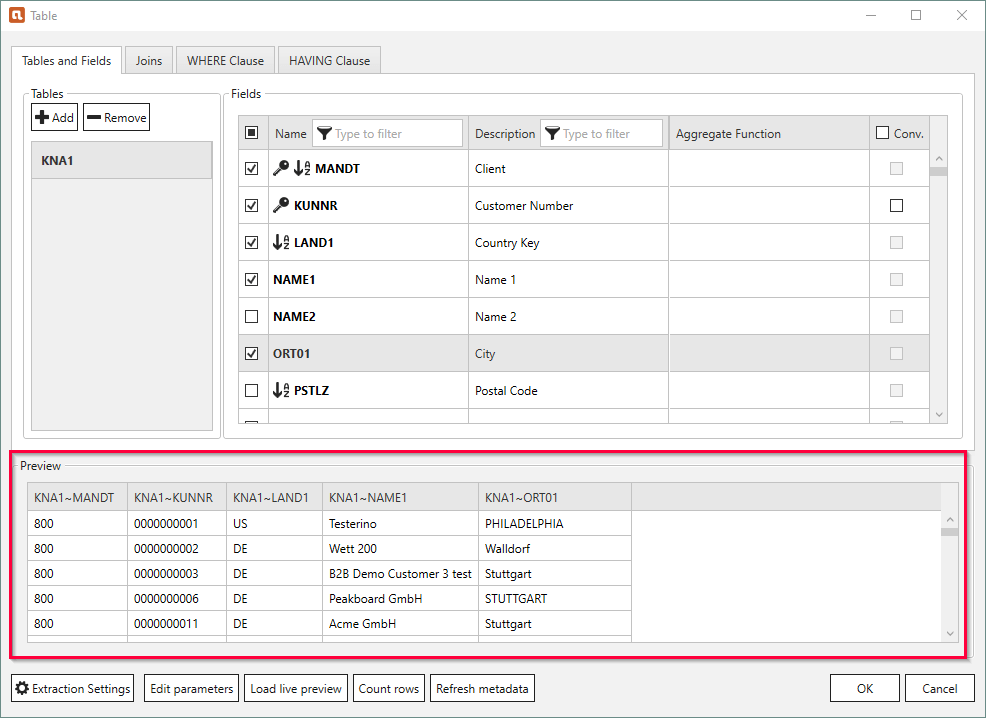 Table
Tables and Fields Joins WHERE Clause HAVING Clause
Tables
Add Remove
KNA1
Fields
Name Type to filter Description Type to filter Aggregate Function Conv.
MANDT Client
KUNNR Customer Number
LAND1 Country Key
NAME1 Name 1
NAME2 Name 2
ORT01 City
PSTLZ Postal Code
Preview
KNA1~MANDT KNA1~KUNNR KNA1~LAND1 KNA1~NAME1 KNA1~ORT01
800 0000000001 US Testerino PHILADELPHIA
800 0000000002 DE Wett 200 Walldorf
800 0000000003 DE B2B Demo Customer 3 test Stuttgart
800 0000000006 DE Peakboard GmbH STUTTGART
800 0000000011 DE Acme GmbH Stuttgart
Extraction Settings Edit parameters Load live preview Count rows Refresh metadata OK Cancel